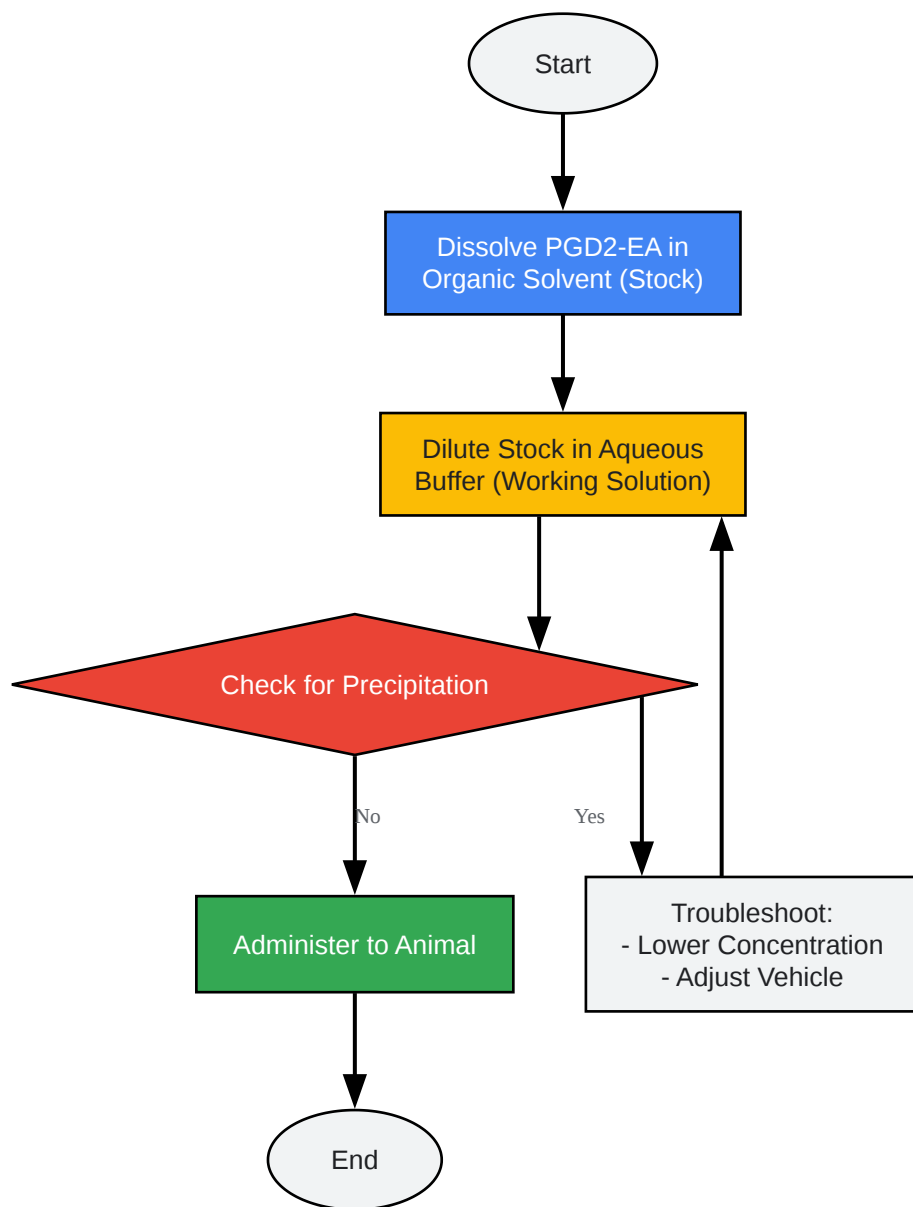 Start
Dissolve PGD2-EA in
Organic Solvent (Stock)
Dilute Stock in Aqueous
Buffer (Working Solution)
Check for Precipitation
No
Yes
Administer to Animal
Troubleshoot:
- Lower Concentration
- Adjust Vehicle
End